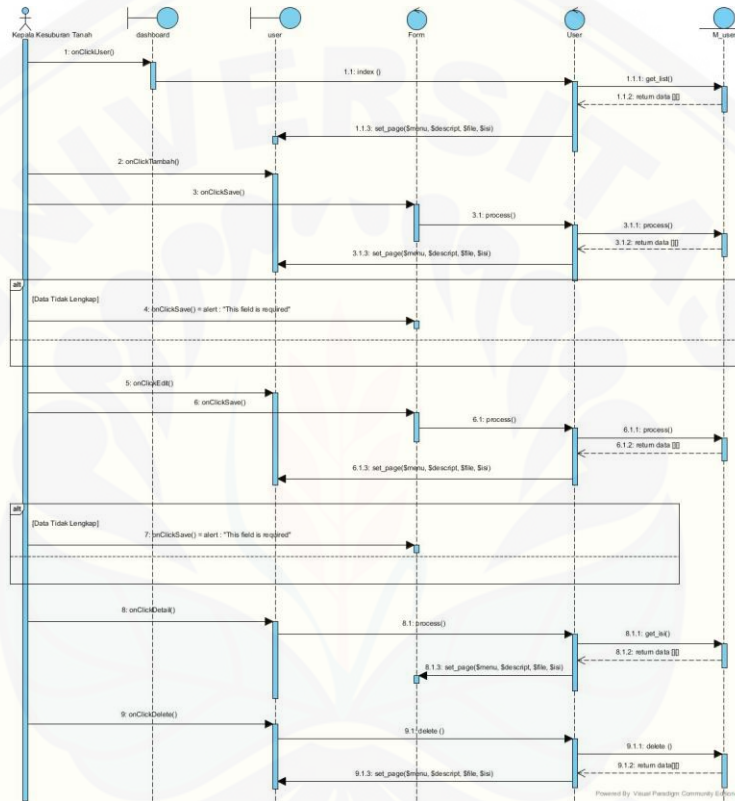 Kepala Kesuburan Tanah
dashboard
user
Form
User
M_user
1: onClickUser()
1.1: index ()
1.1.1: get_list()
1.1.2: return data [][]
1.1.3: set_page($menu, $descript, $file, $isi)
2: onClickTambah()
3: onClickSave()
3.1: process()
3.1.1: process()
3.1.2: return data [][]
3.1.3: set_page($menu, $descript, $file, $isi)
alt
[Data Tidak Lengkap]
4: onClickSave() = alert : "This field is required"
5: onClickEdit()
6: onClickSave()
6.1: process()
6.1.1: process()
6.1.2: return data [][]
6.1.3: set_page($menu, $descript, $file, $isi)
alt
[Data Tidak Lengkap]
7: onClickSave() = alert : "This field is required"
8: onClickDetail()
8.1: process()
8.1.1: get_isi()
8.1.2: return data [][]
8.1.3: set_page($menu, $descript, $file, $isi)
9: onClickDelete()
9.1: delete ()
9.1.1: delete ()
9.1.2: return data[][]
9.1.3: set_page($menu, $descript, $file, $isi)
Powered By Visual Paradigm Community Edition
UNIVERSITAS